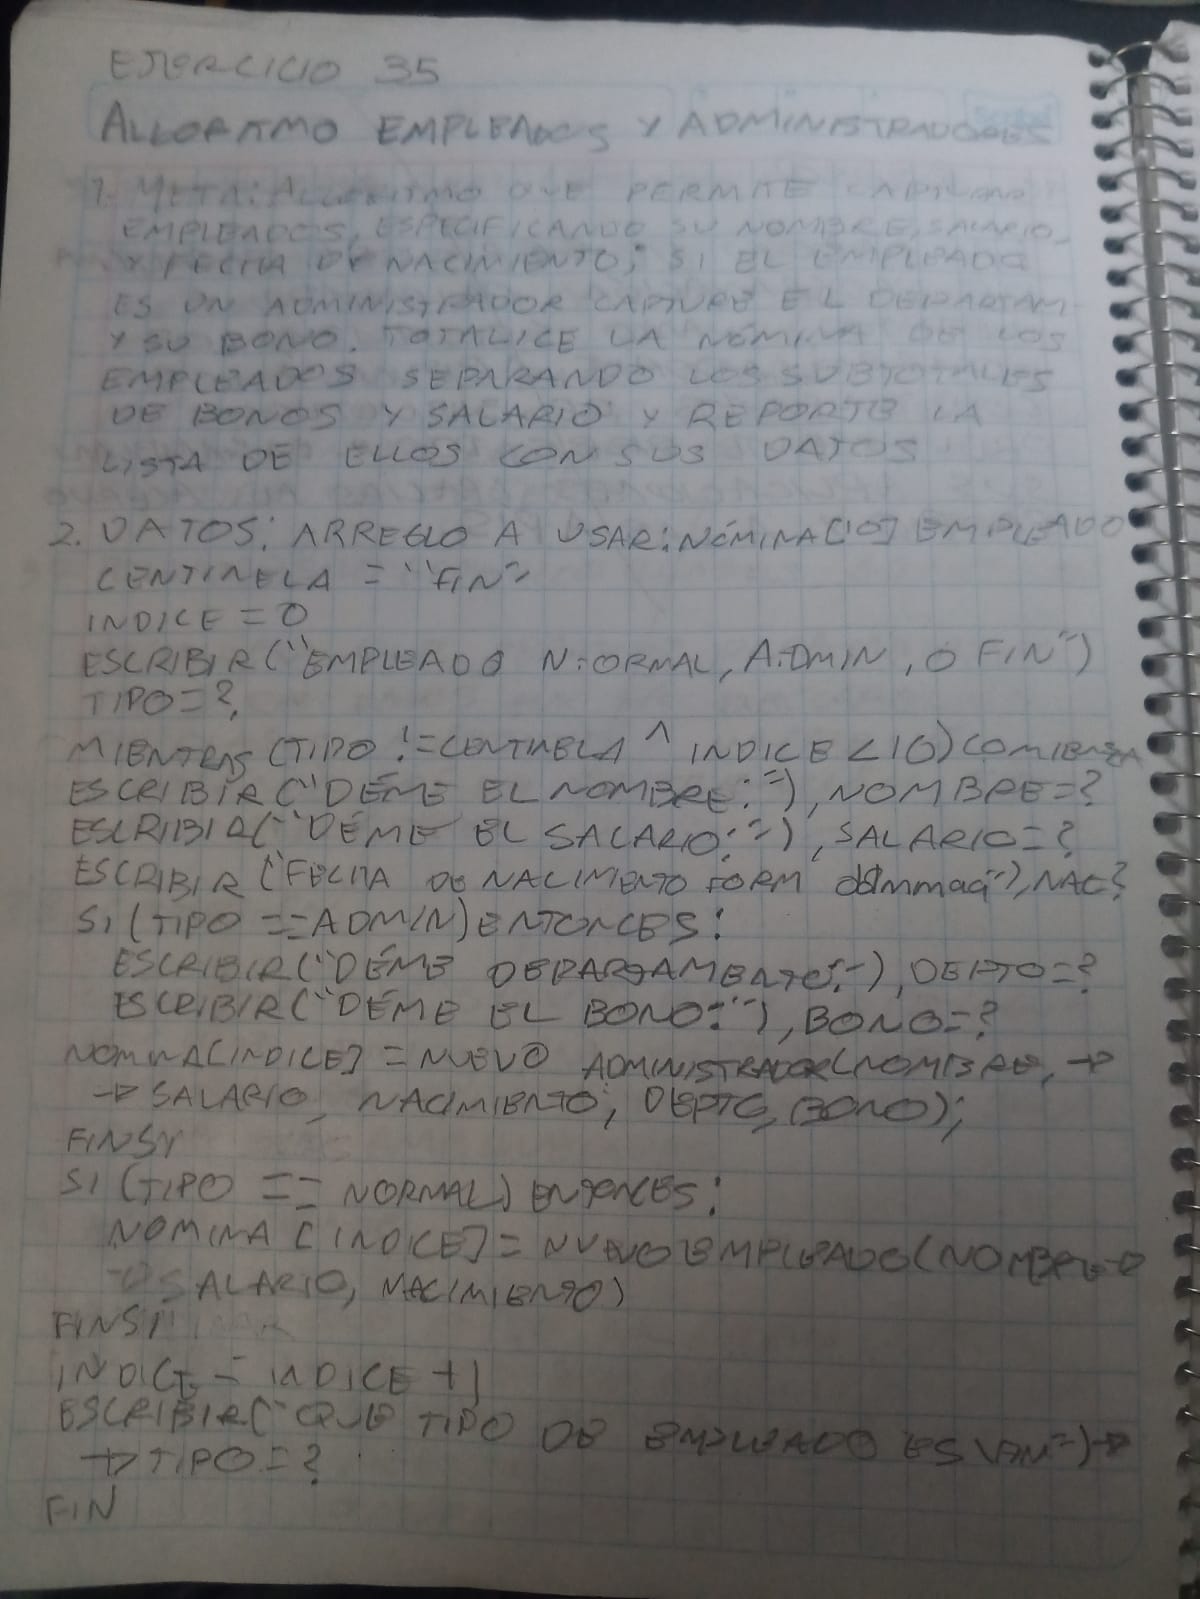 EJERCICIO 35
ALGORITMO EMPLEADOS Y ADMINISTRADORES
1. META: ALGORITMO QUE PERMITE CAPTURAR
EMPLEADOS, ESPECIFICANDO SU NOMBRE, SALARIO,
Y FECHA DE NACIMIENTO; SI EL EMPLEADO
ES UN ADMINISTRADOR CAPTURE EL DEPARTAM
Y SU BONO. TOTALICE LA NÓMINA DE LOS
EMPLEADOS SEPARANDO LOS SUBTOTALES
DE BONOS Y SALARIO Y REPORTE LA
LISTA DE ELLOS CON SUS DATOS
2. DATOS: ARREGLO A USAR: NÓMINA[10] EMPLEADO
CENTINELA = "FIN"
INDICE = 0
ESCRIBIR("EMPLEADO N:ORMAL, A:DMIN, O FIN")
TIPO=?
MIENTRAS (TIPO != CENTINELA ^ INDICE < 10) COMIENZA
ESCRIBIR("DÉME EL NOMBRE:"), NOMBRE=?
ESCRIBIR("DÉME EL SALARIO:"), SALARIO=?
ESCRIBIR ("FECHA DE NACIMIENTO FORM"), NAC?
SI (TIPO == ADMIN) ENTONCES:
ESCRIBIR("DÉME DEPARTAMENTO:"), DEPTO=?
ESCRIBIR("DÉME EL BONO:"), BONO=?
NOMINA[INDICE] = NUEVO ADMINISTRADOR(NOMBRE, →
→ SALARIO, NACIMIENTO, DEPTO, BONO);
FINSI
SI (TIPO == NORMAL) ENTONCES:
NOMINA [INDICE] = NUEVO EMPLEADO(NOMBRE →
→ SALARIO, NACIMIENTO)
FINSI
INDICE = INDICE + 1
ESCRIBIR("QUE TIPO DE EMPLEADO ES") →
→ TIPO=?
FIN